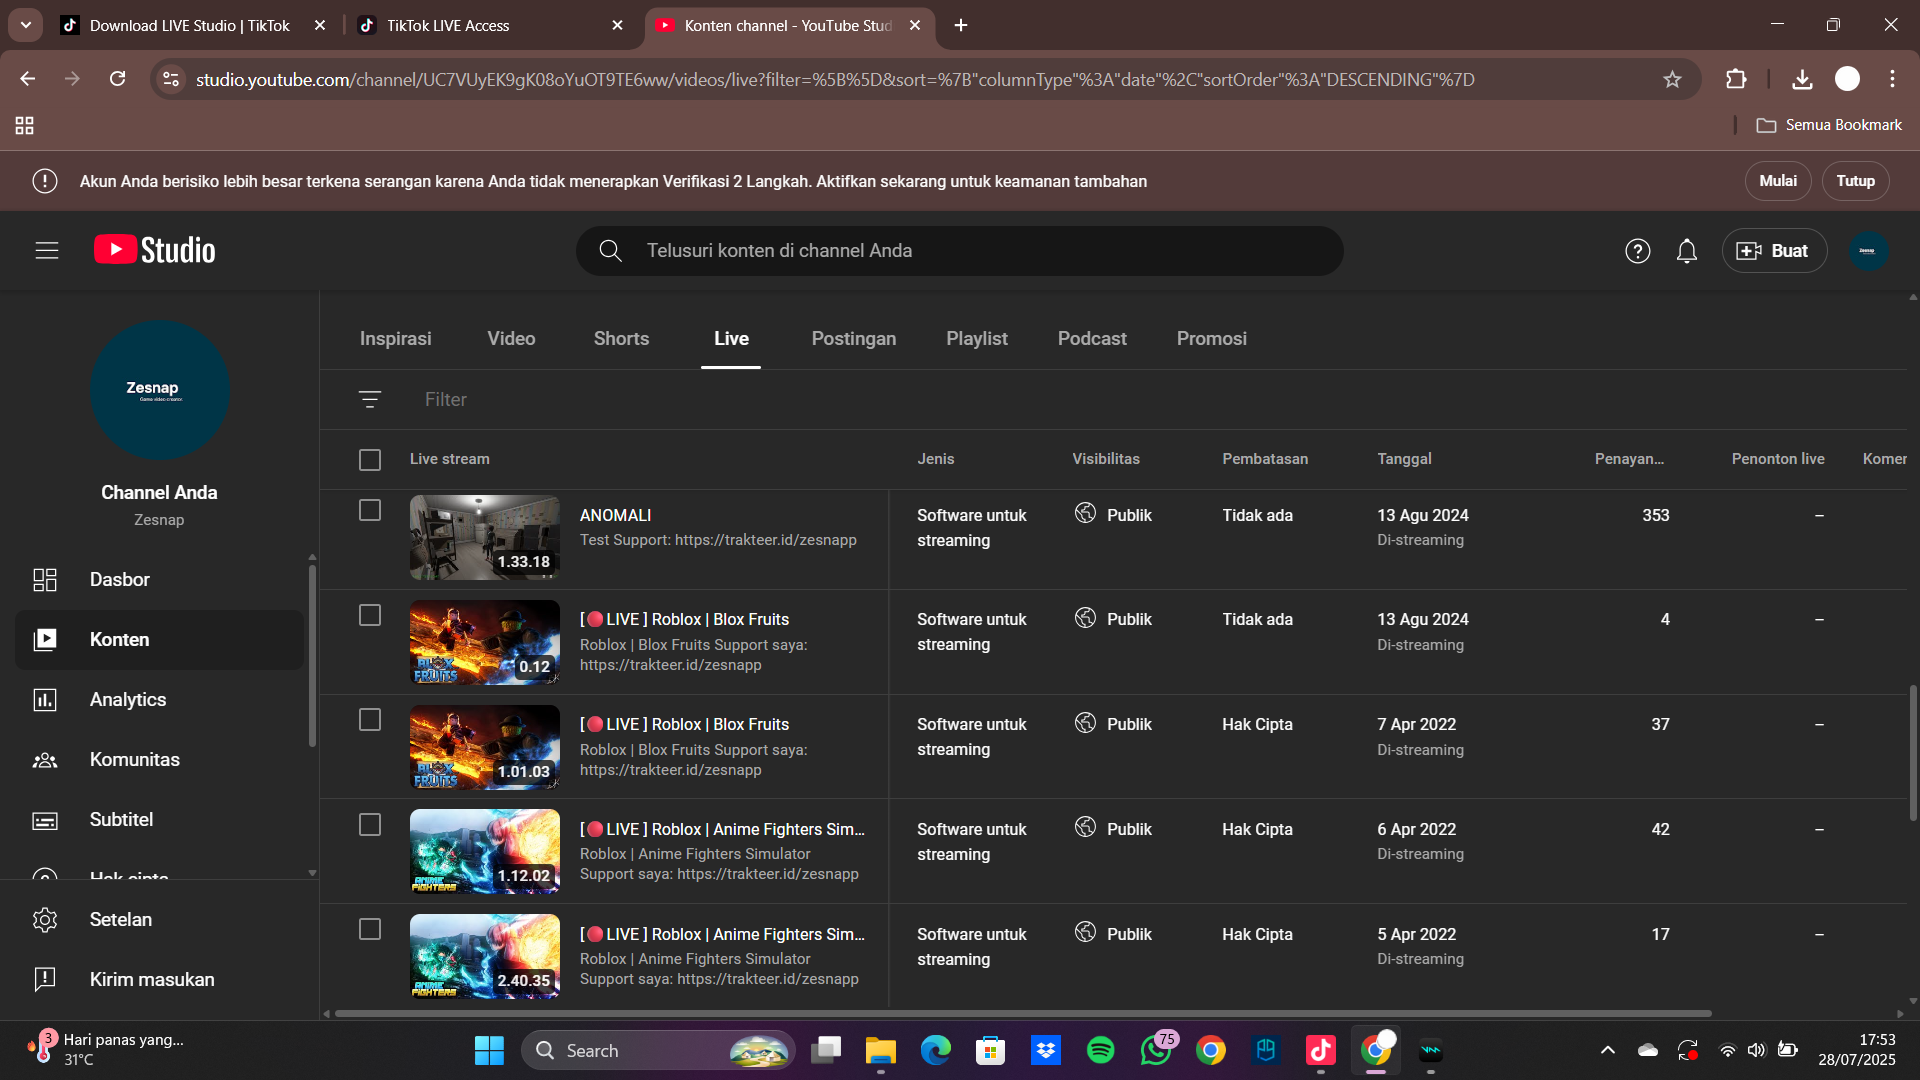 Download LIVE Studio | TikTok
TikTok LIVE Access
Konten channel - YouTube Stud
studio.youtube.com/channel/UC7VUyEK9gK08oYuOT9TE6ww/videos/live?filter=%5B%5D&sort=%7B"columnType"%3A"date"%2C"sortOrder"%3A"DESCENDING"%7D
Semua Bookmark
Akun Anda berisiko lebih besar terkena serangan karena Anda tidak menerapkan Verifikasi 2 Langkah. Aktifkan sekarang untuk keamanan tambahan
Mulai
Tutup
Studio
Telusuri konten di channel Anda
Buat
Zesnap
Game video creator
Channel Anda
Zesnap
Dasbor
Konten
Analytics
Komunitas
Subtitel
Hak cipta
Setelan
Kirim masukan
Inspirasi Video Shorts Live Postingan Playlist Podcast Promosi
Filter
Live stream Jenis Visibilitas Pembatasan Tanggal Penayan... Penonton live Komer
1.33.18
ANOMALI
Test Support: https://trakteer.id/zesnapp
Software untuk
streaming
Publik
Tidak ada
13 Agu 2024
Di-streaming
353
–
BLOX
FRUITS
0.12
[🔴LIVE ] Roblox | Blox Fruits
Roblox | Blox Fruits Support saya:
https://trakteer.id/zesnapp
Software untuk
streaming
Publik
Tidak ada
13 Agu 2024
Di-streaming
4
–
BLOX
FRUITS
1.01.03
[🔴LIVE ] Roblox | Blox Fruits
Roblox | Blox Fruits Support saya:
https://trakteer.id/zesnapp
Software untuk
streaming
Publik
Hak Cipta
7 Apr 2022
Di-streaming
37
–
ANIME
FIGHTERS
1.12.02
[🔴LIVE ] Roblox | Anime Fighters Sim...
Roblox | Anime Fighters Simulator
Support saya: https://trakteer.id/zesnapp
Software untuk
streaming
Publik
Hak Cipta
6 Apr 2022
Di-streaming
42
–
ANIME
FIGHTERS
2.40.35
[🔴LIVE ] Roblox | Anime Fighters Sim...
Roblox | Anime Fighters Simulator
Support saya: https://trakteer.id/zesnapp
Software untuk
streaming
Publik
Hak Cipta
5 Apr 2022
Di-streaming
17
–
3
Hari panas yang...
31°C
Search
75
17:53
28/07/2025